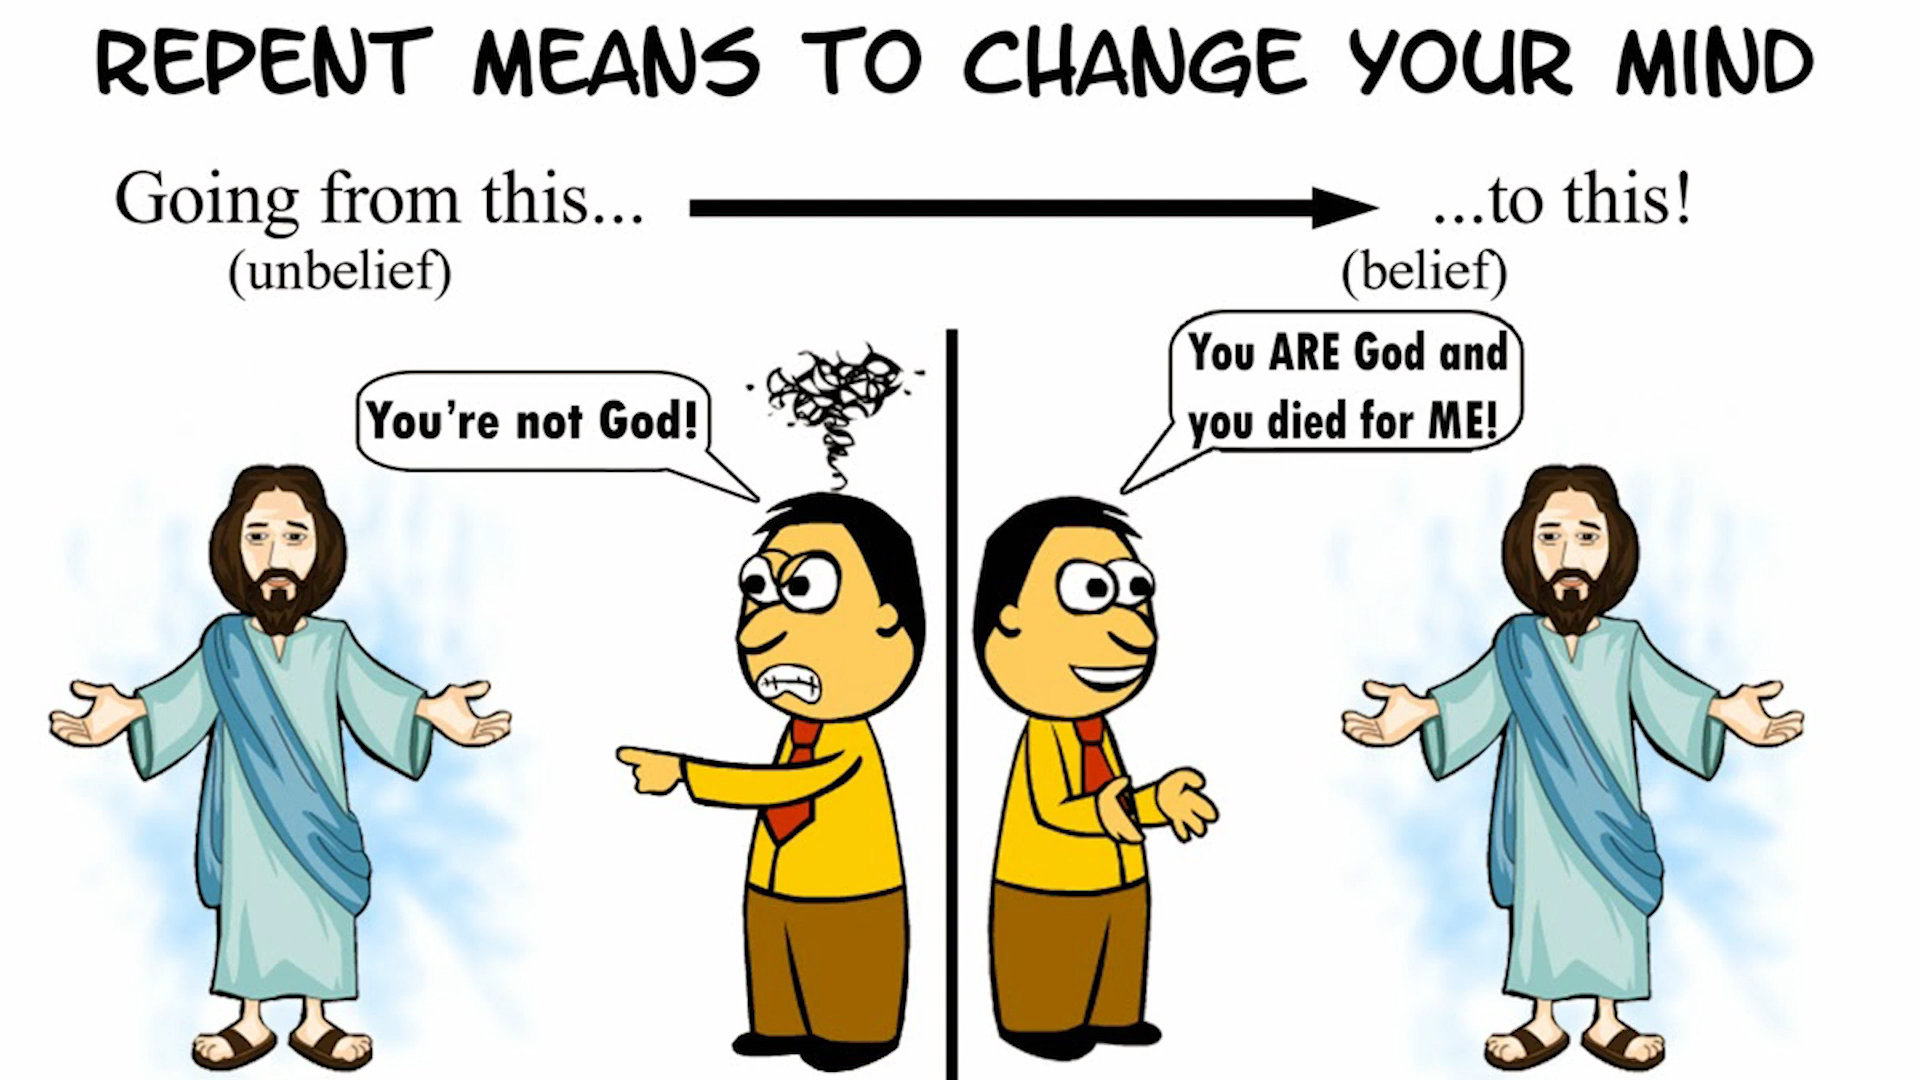 REPENT MEANS TO CHANGE YOUR MIND
Going from this... ...to this!
(unbelief) (belief)
You're not God!
You ARE God and
you died for ME!